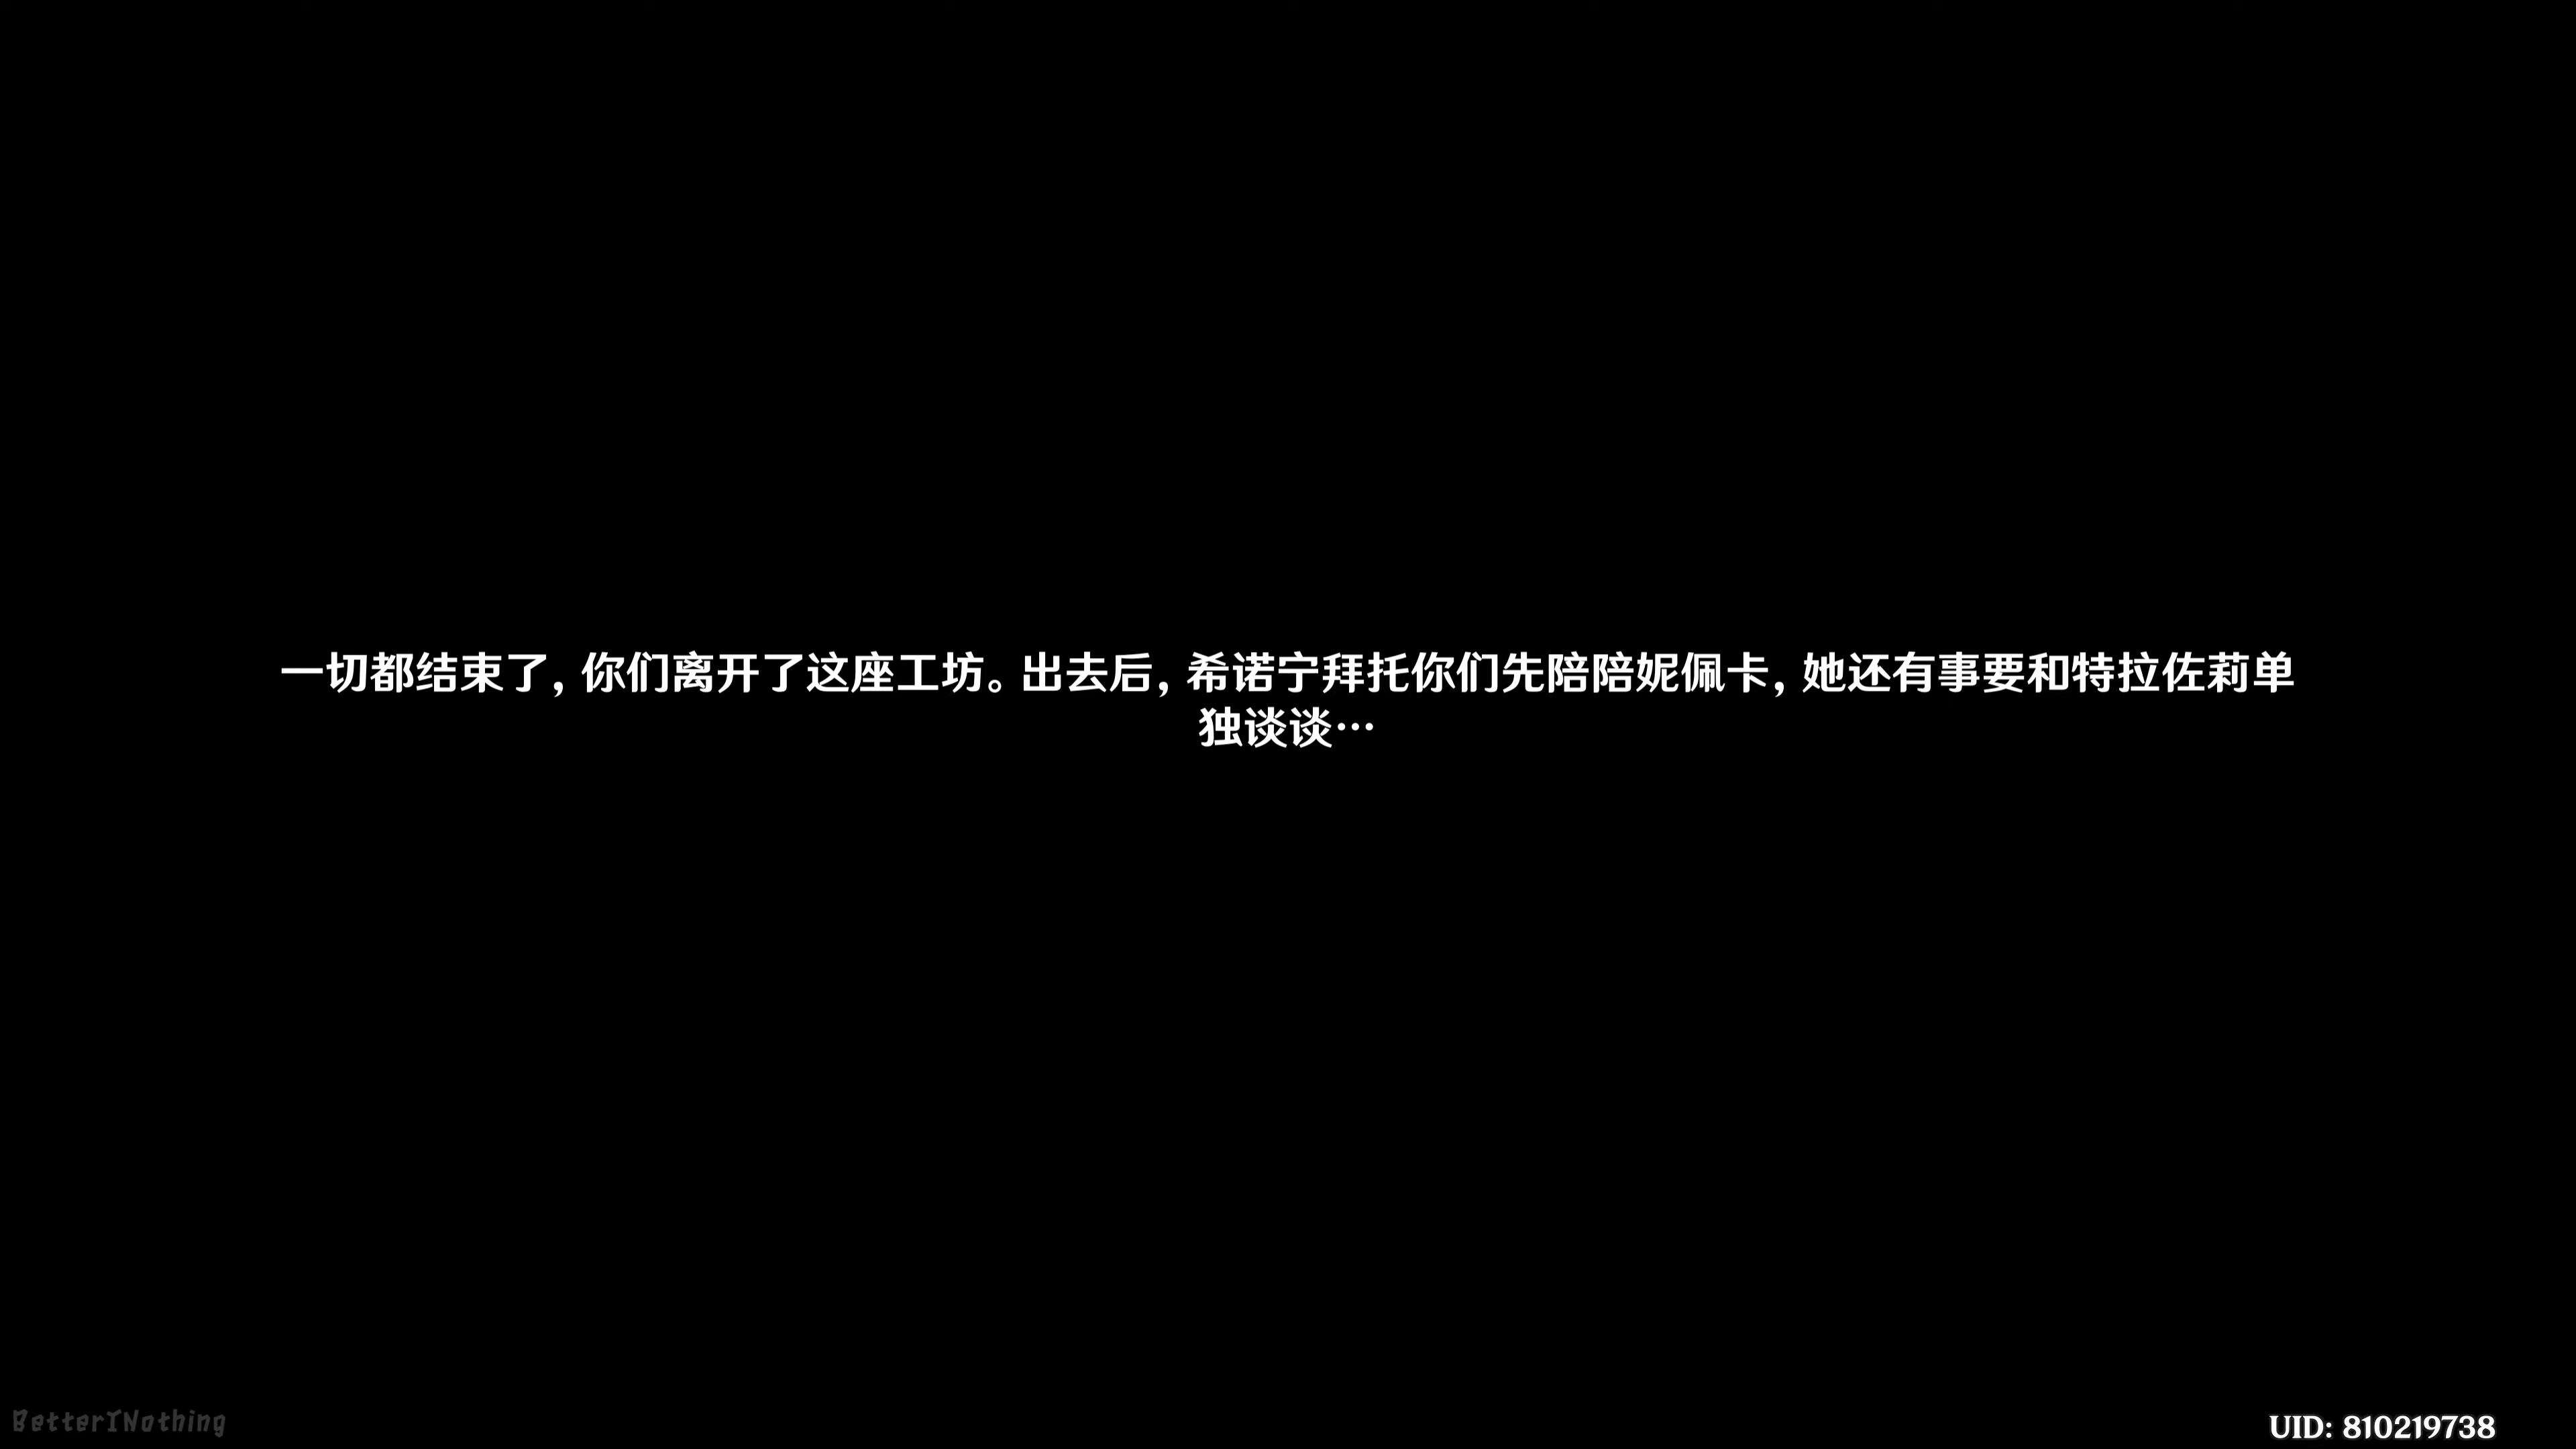 一切都结束了，你们离开了这座工坊。出去后，希诺宁拜托你们先陪陪妮佩卡，她还有事要和特拉佐莉单
独谈谈…
BetterTNothing
UID: 810219738